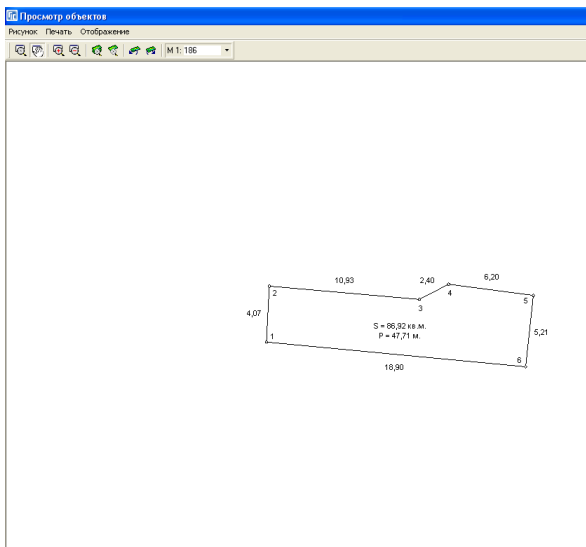 Просмотр объектов
Рисунок Печать Отображение
М 1: 186
10,93
2,40
6,20
2
3
4
5
4,07
S = 86,92 кв.м.
P = 47,71 м.
5,21
1
6
18,90